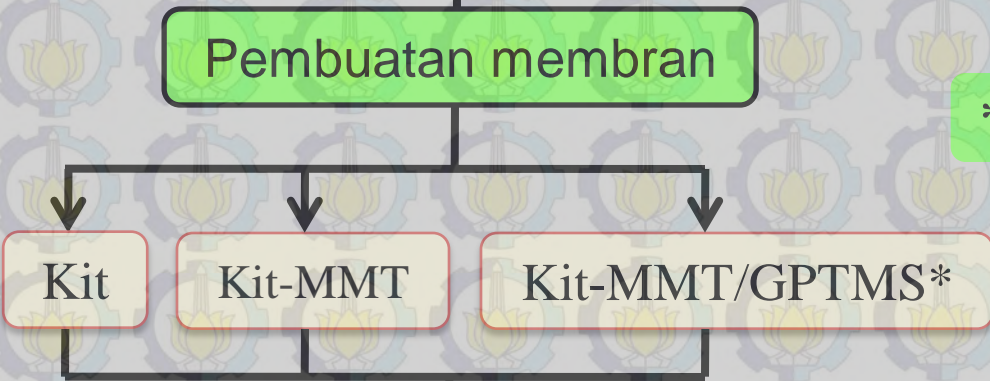 Pembuatan membran
*
Kit
Kit-MMT
Kit-MMT/GPTMS*